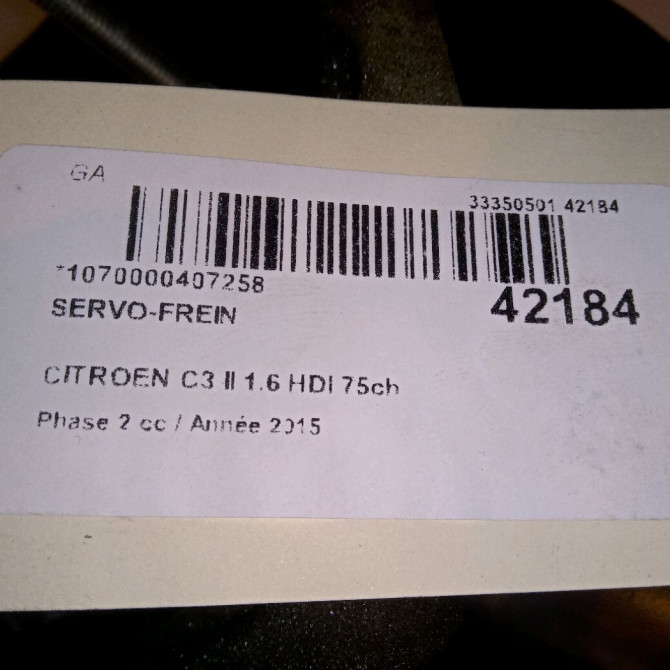 GA
33350501 42184
*1070000407258
42184
SERVO-FREIN
CITROEN C3 II 1.6 HDI 75ch
Phase 2 cc / Année 2015